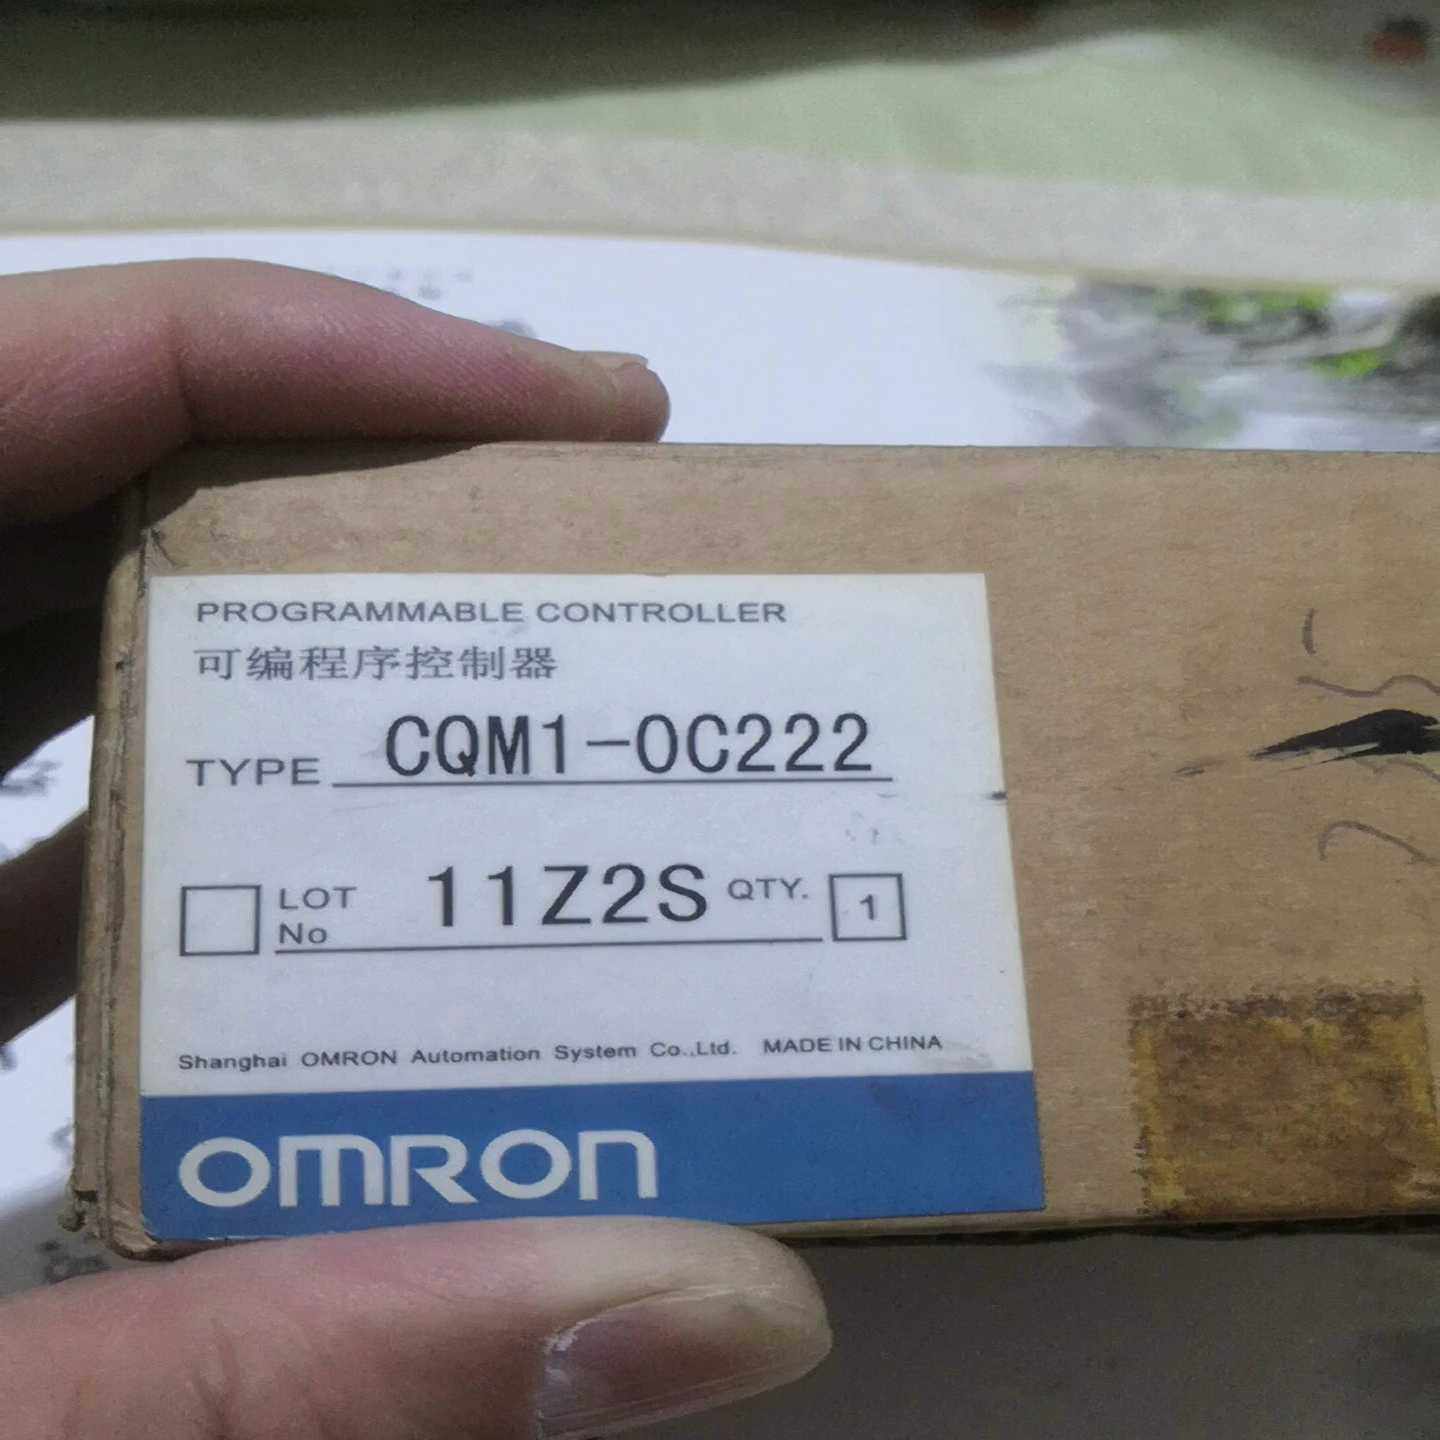 PROGRAMMABLE CONTROLLER
可编程序控制器
TYPE CQM1-OC222
LOT No 11Z2S QTY. 1
Shanghai OMRON Automation System Co.,Ltd. MADE IN CHINA
OMRON